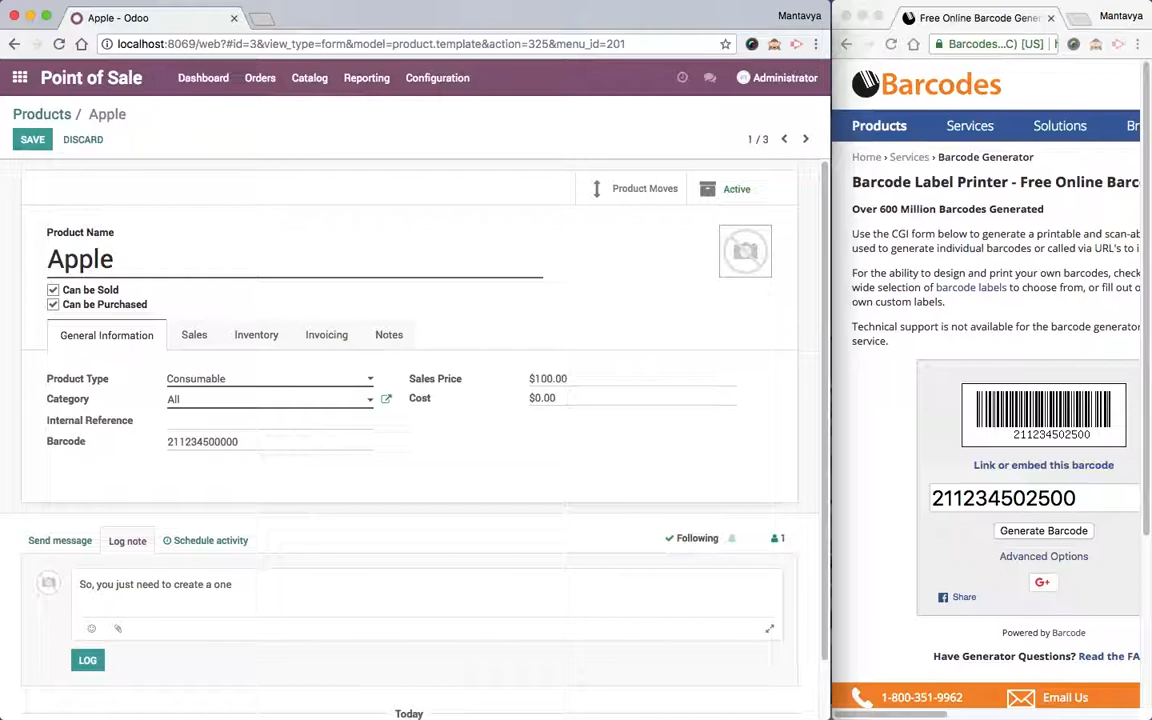 Apple - Odoo
Mantavya
localhost:8069/web?#id=3&view_type=form&model=product.template&action=325&menu_id=201
Point of Sale
Dashboard
Orders
Catalog
Reporting
Configuration
Administrator
Products / Apple
SAVE
DISCARD
1 / 3
Product Moves
Active
Product Name
Apple
Can be Sold
Can be Purchased
General Information
Sales
Inventory
Invoicing
Notes
Product Type
Consumable
Sales Price
$100.00
Category
All
Cost
$0.00
Internal Reference
Barcode
211234500000
Send message
Log note
Schedule activity
Following
1
So, you just need to create a one
LOG
Today
Free Online Barcode Gene
Mantavya
Barcodes...C) [US]
Barcodes
Products
Services
Solutions
Br
Home › Services › Barcode Generator
Barcode Label Printer - Free Online Barc
Over 600 Million Barcodes Generated
Use the CGI form below to generate a printable and scan-ab
used to generate individual barcodes or called via URL's to i
For the ability to design and print your own barcodes, check
wide selection of barcode labels to choose from, or fill out o
own custom labels.
Technical support is not available for the barcode generator
service.
211234502500
Link or embed this barcode
211234502500
Generate Barcode
Advanced Options
G+
Share
Powered by Barcode
Have Generator Questions? Read the FA
1-800-351-9962
Email Us